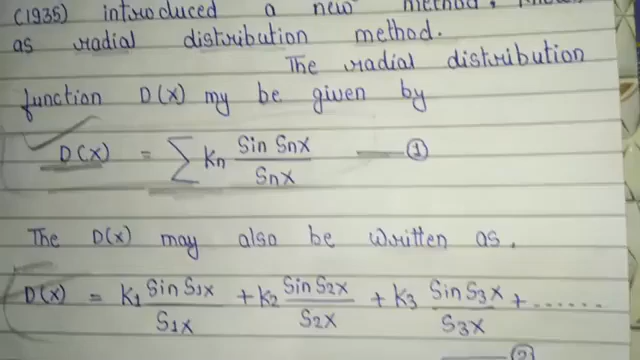 (1935) introduced a new method,
as radial distribution method.
The radial distribution
function D(x) my be given by
D(x) = ∑ Kn Sin Snx / Snx — ①
The D(x) may also be written as,
D(x) = K1 Sin S1x / S1x + K2 Sin S2x / S2x + K3 Sin S3x / S3x + ......
— ②